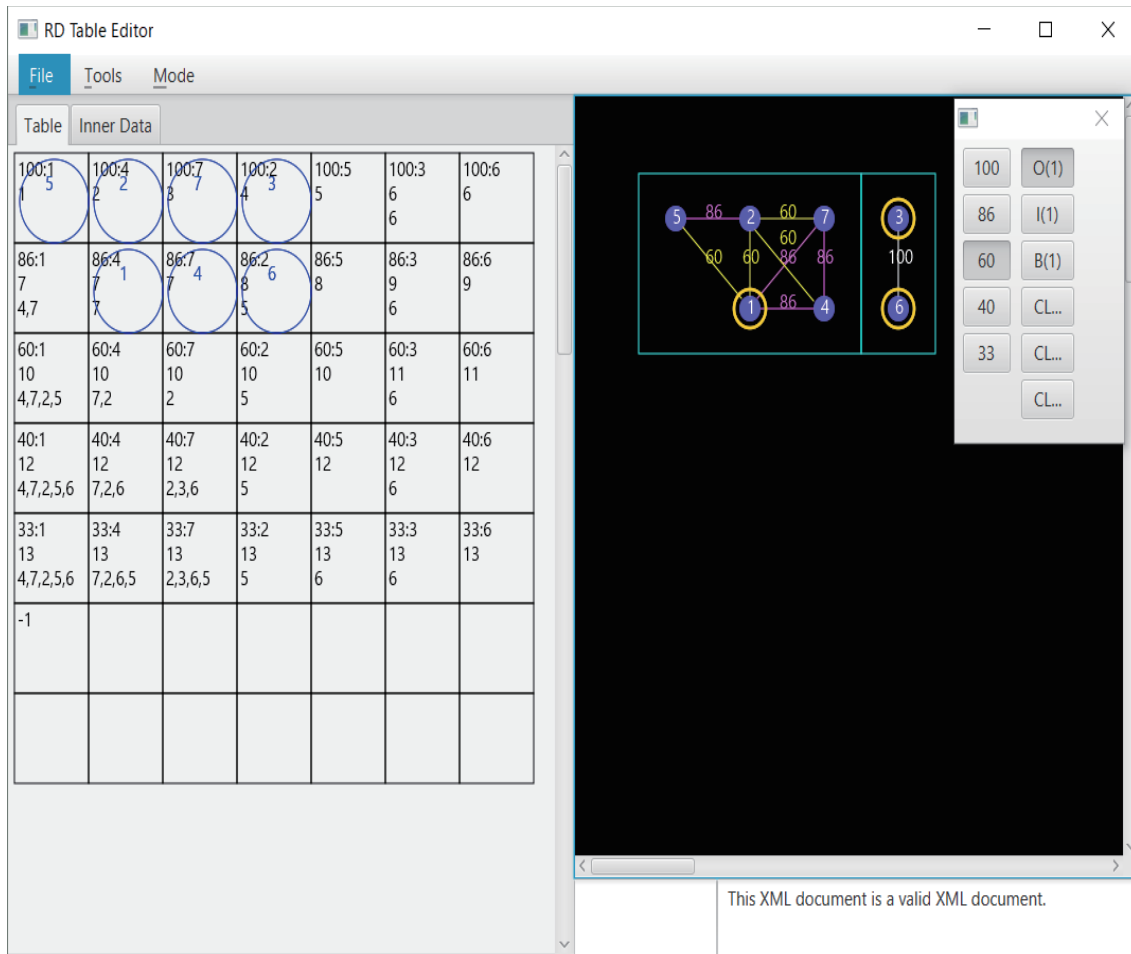 RD Table Editor
File Tools Mode
Table Inner Data
100:1 100:4 100:7 100:2 100:5 100:3 100:6
1 2 3 4 5 6 6
6
5 2 7 3
86:1 86:4 86:7 86:2 86:5 86:3 86:6
7 7 7 8 8 9 9
4,7 7 5 6
1 4 6
60:1 60:4 60:7 60:2 60:5 60:3 60:6
10 10 10 10 10 11 11
4,7,2,5 7,2 2 5 6
40:1 40:4 40:7 40:2 40:5 40:3 40:6
12 12 12 12 12 12 12
4,7,2,5,6 7,2,6 2,3,6 5 6
33:1 33:4 33:7 33:2 33:5 33:3 33:6
13 13 13 13 13 13 13
4,7,2,5,6 7,2,6,5 2,3,6,5 5 6 6
-1
5 86 2 60 7 3
60
60 60 86 86 100
1 86 4 6
100 O(1)
86 I(1)
60 B(1)
40 CL...
33 CL...
CL...
This XML document is a valid XML document.